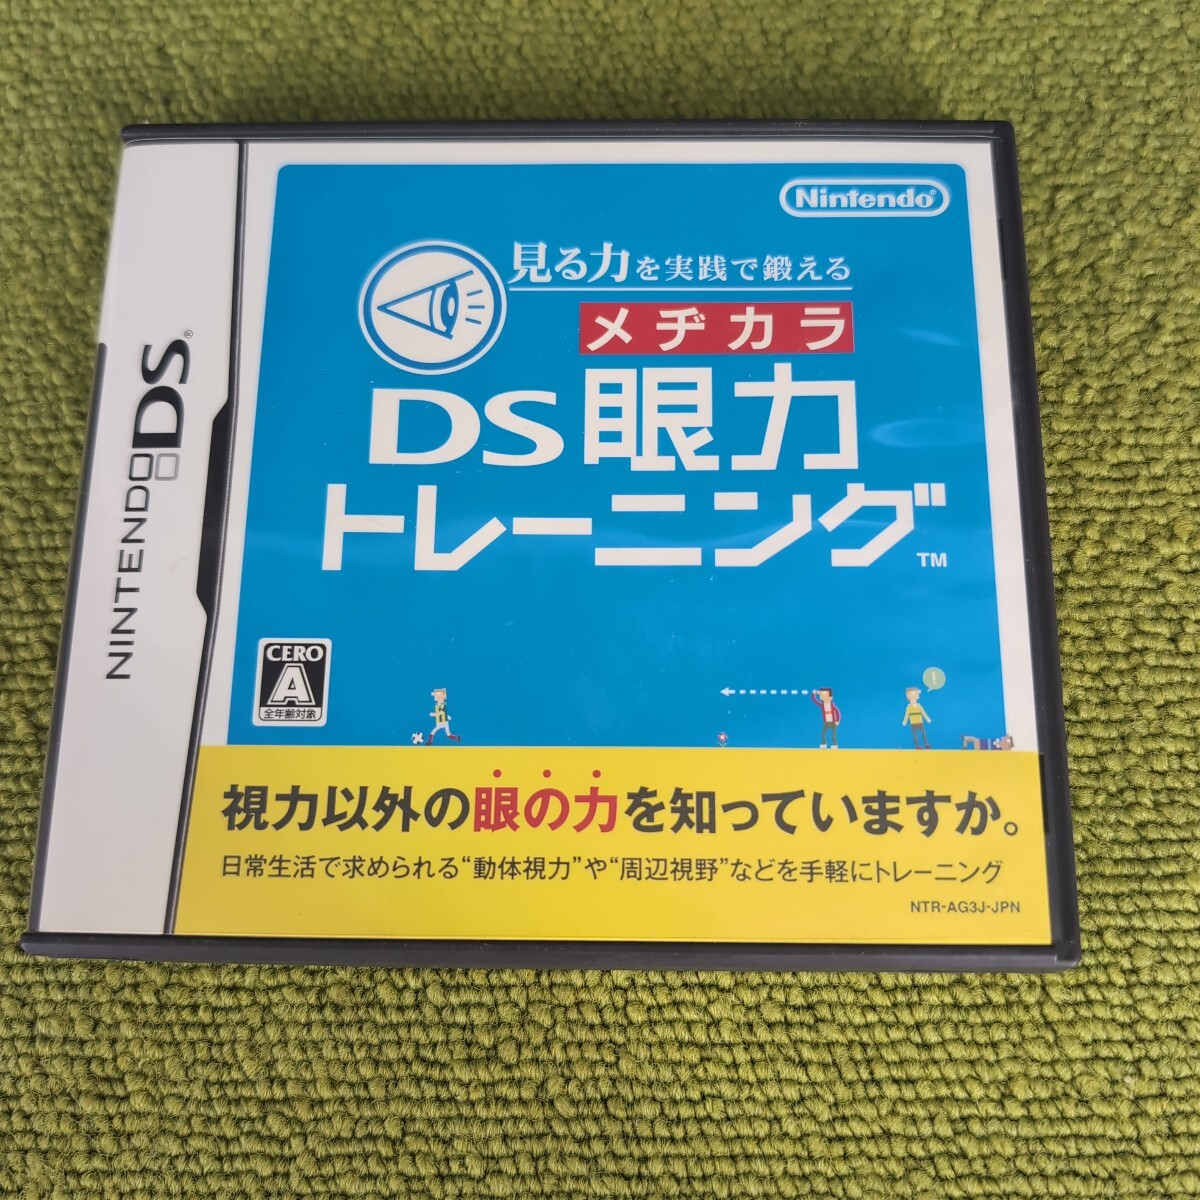 NINTENDO DS®
Nintendo®
見る力を実践で鍛える
メヂカラ
DS眼力
トレーニング™
CERO
A
全年齢対象
!
視力以外の眼の力を知っていますか。
日常生活で求められる“動体視力”や“周辺視野”などを手軽にトレーニング
NTR-AG3J-JPN